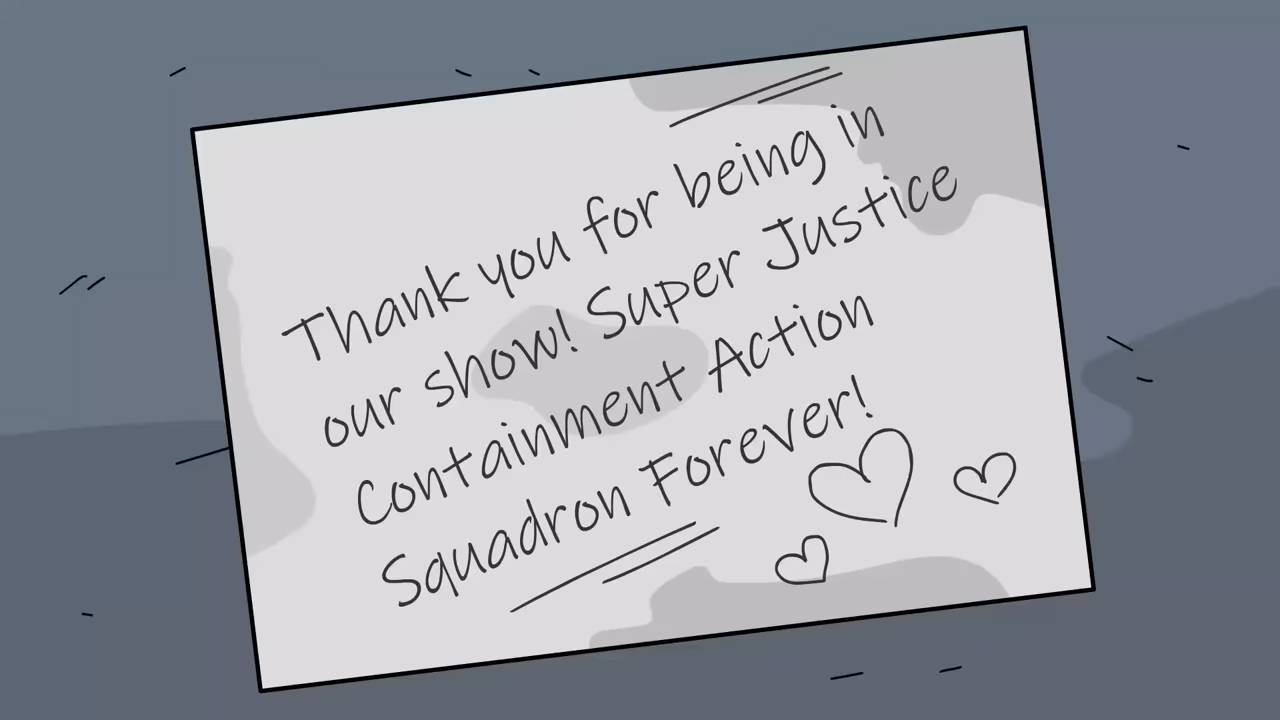 Thank you for being in
our show! Super Justice
Containment Action
Squadron Forever!